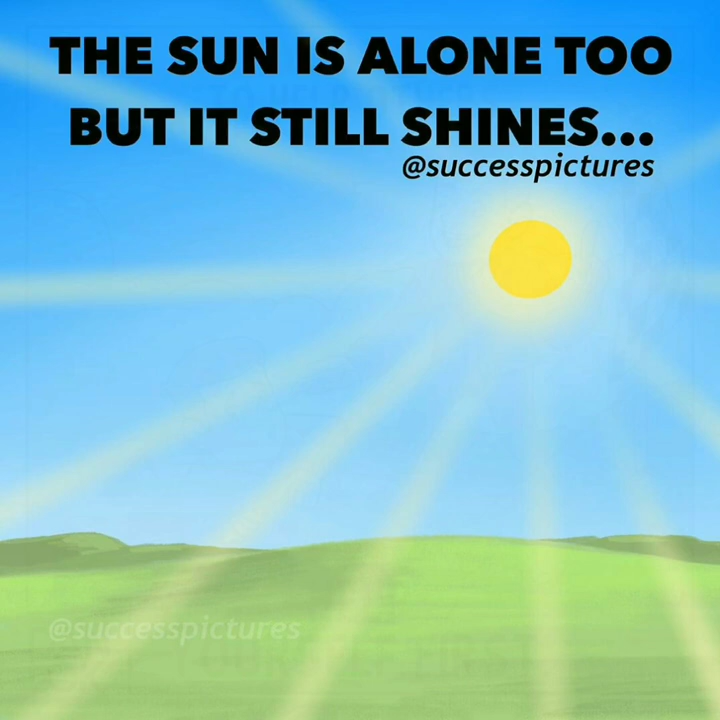 THE SUN IS ALONE TOO
BUT IT STILL SHINES...
@successpictures
@successpictures